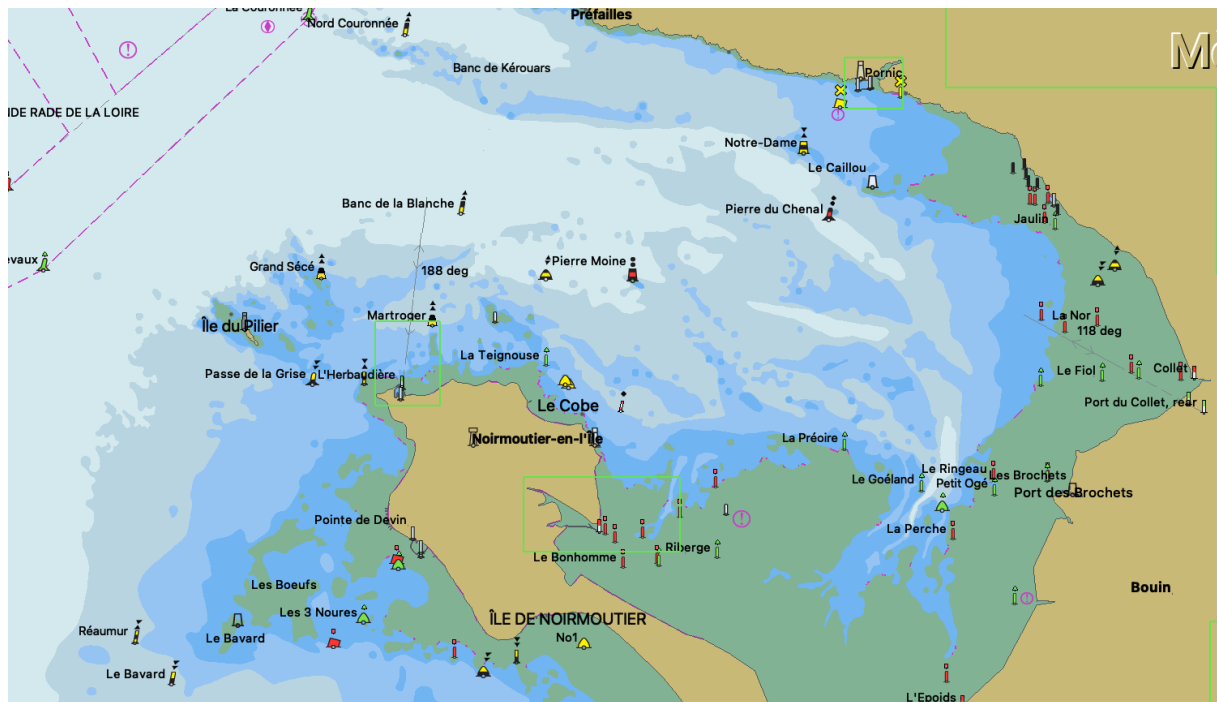 La Couronnée
Nord Couronnée
Préfailles
Banc de Kérouars
Pornic
NDE RADE DE LA LOIRE
Notre-Dame
Le Caillou
Banc de la Blanche
Pierre du Chenal
Jaulin
evaux
Grand Sécé
188 deg
Pierre Moine
Île du Pilier
Martroger
La Nor
118 deg
La Teignouse
Passe de la Grise
L'Herbaudière
Le Fiol
Collet
Le Cobe
Port du Collet, rear
Noirmoutier-en-l'Île
La Préoire
Le Goéland
Le Ringeau
Petit Ogé
Les Brochets
Port des Brochets
Pointe de Devin
La Perche
Le Bonhomme
Riberge
Les Boeufs
Bouin
Les 3 Noures
ÎLE DE NOIRMOUTIER
Réaumur
Le Bavard
No1
Le Bavard
L'Epoids